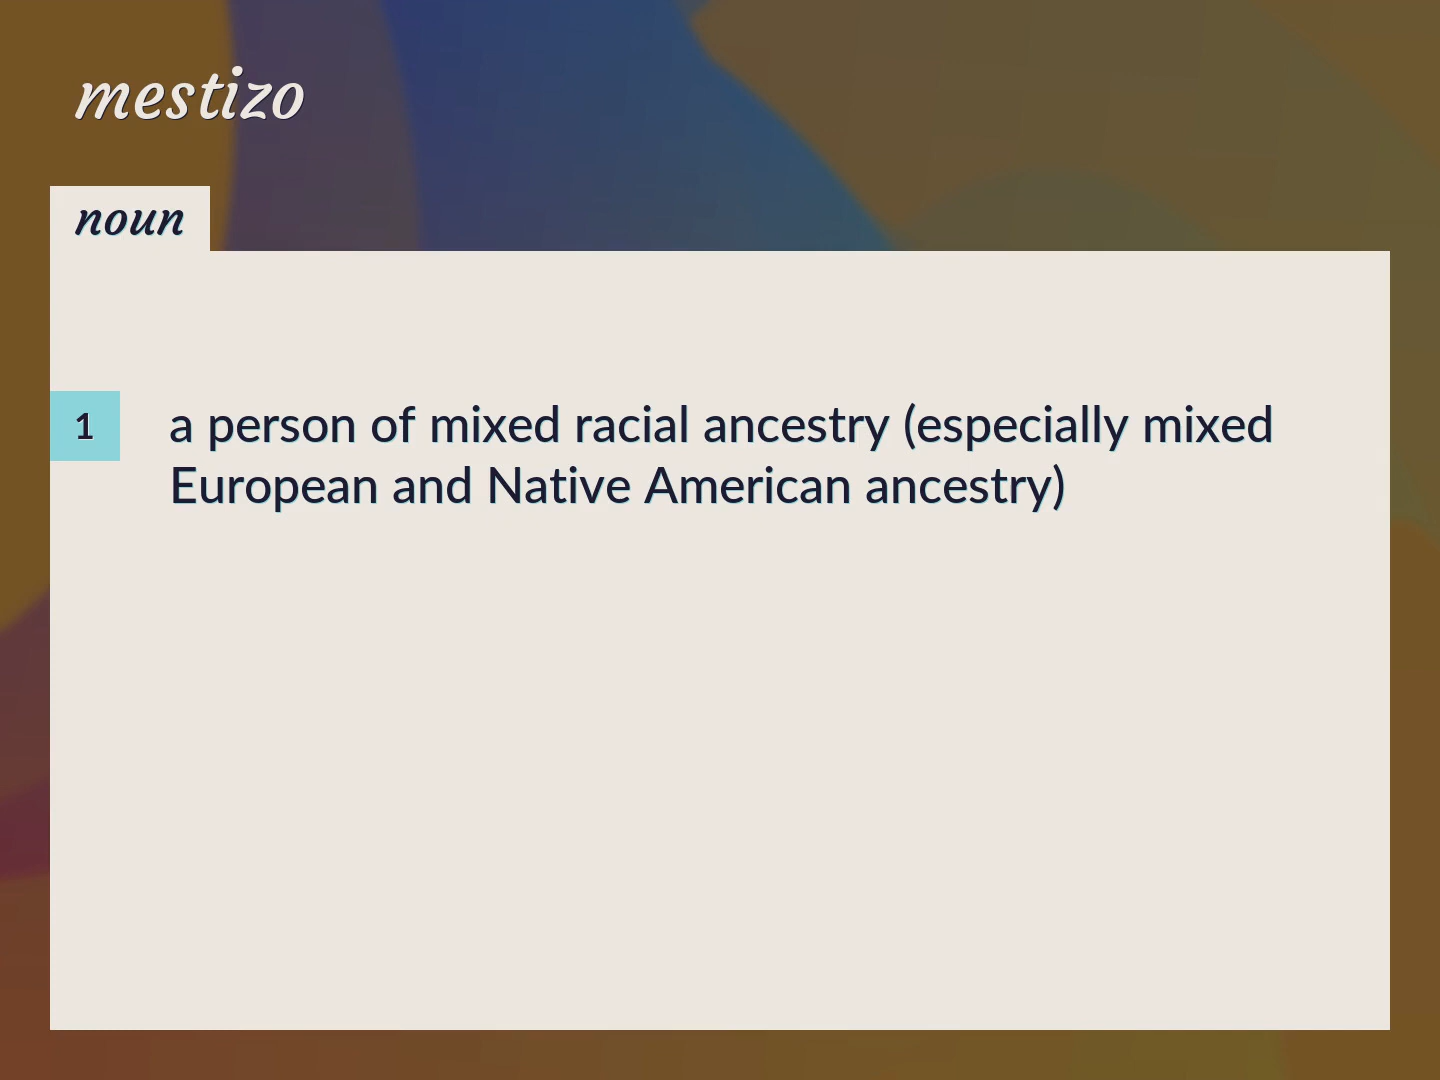 mestizo
noun
1
a person of mixed racial ancestry (especially mixed
European and Native American ancestry)